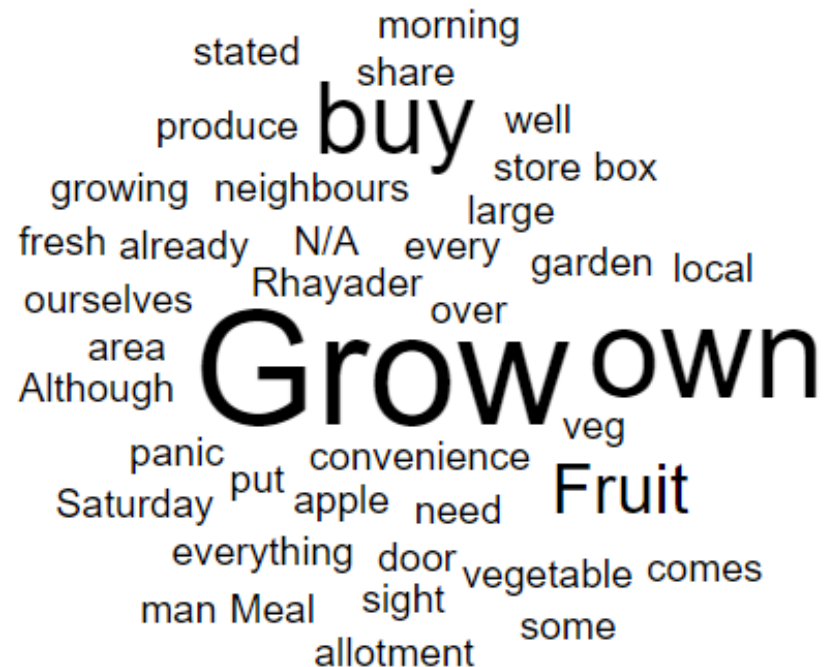 morning
stated
share
produce buy well
store box
growing neighbours
large
fresh already N/A every
garden local
Rhayader
ourselves over
area
Although Grow own
veg
panic convenience
put Fruit
Saturday apple need
everything door
vegetable comes
man Meal sight
some
allotment